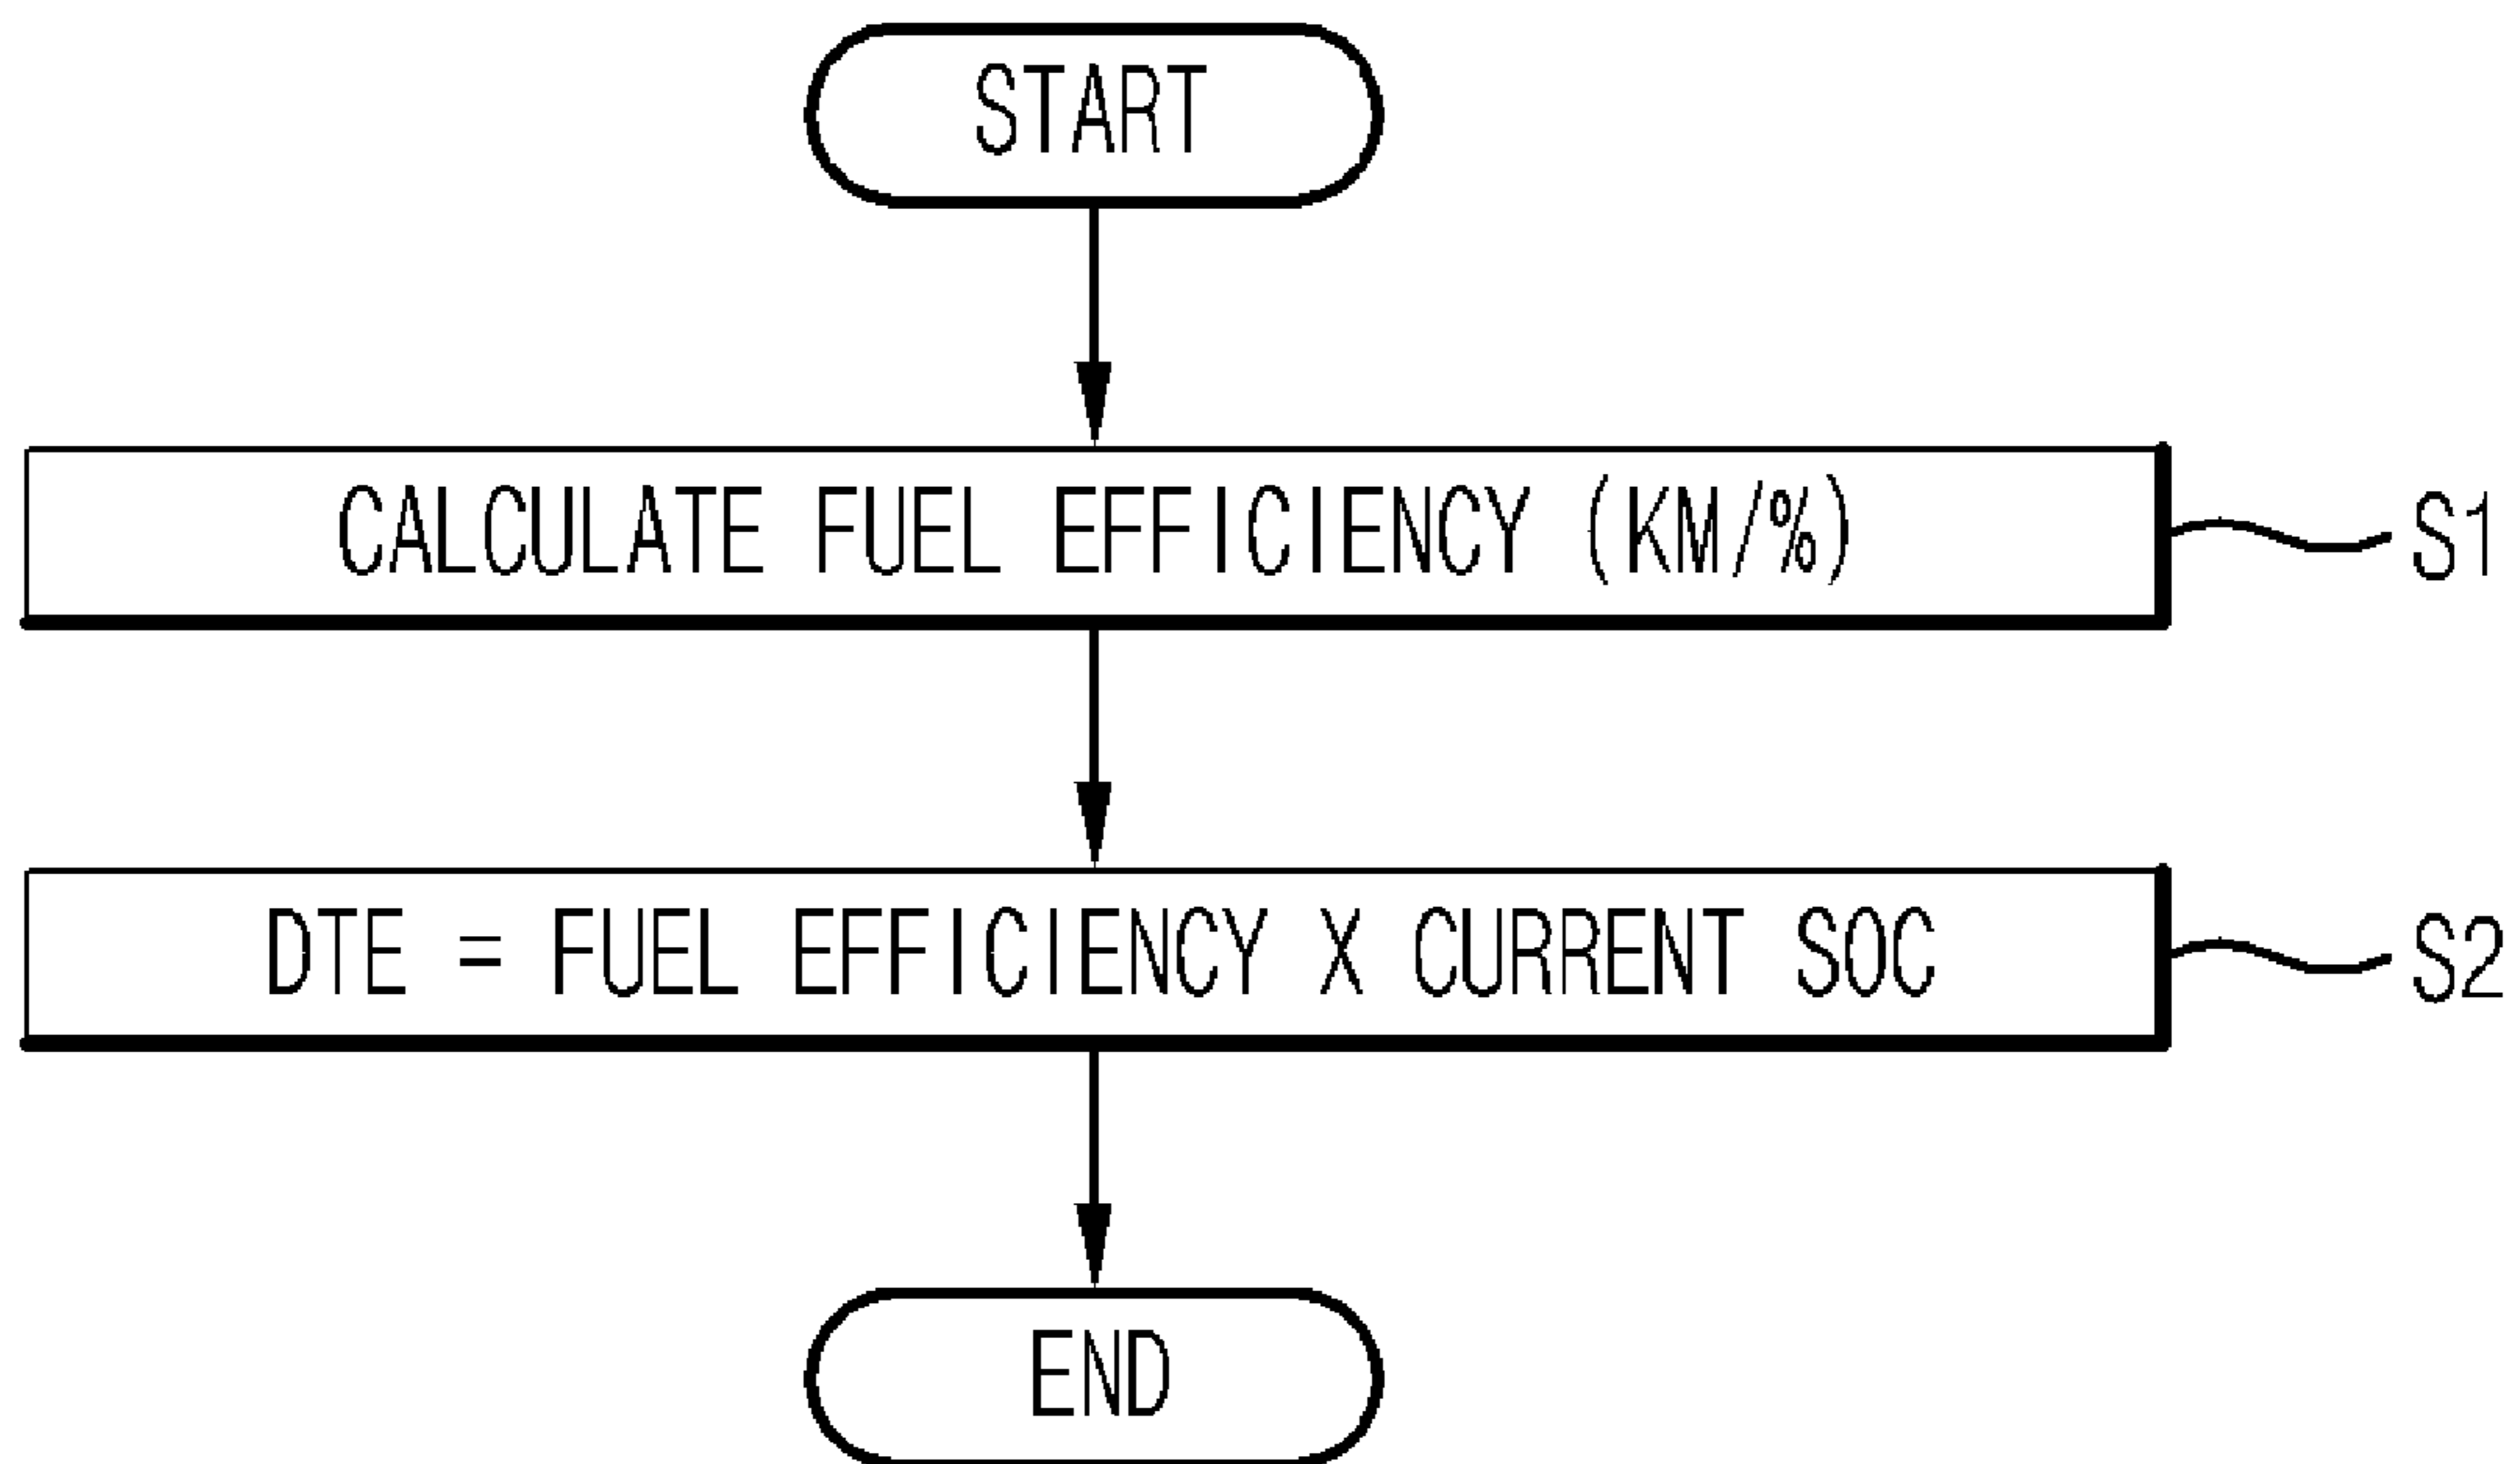 START
CALCULATE FUEL EFFICIENCY (KM/%)
S1
DTE = FUEL EFFICIENCY X CURRENT SOC
S2
END